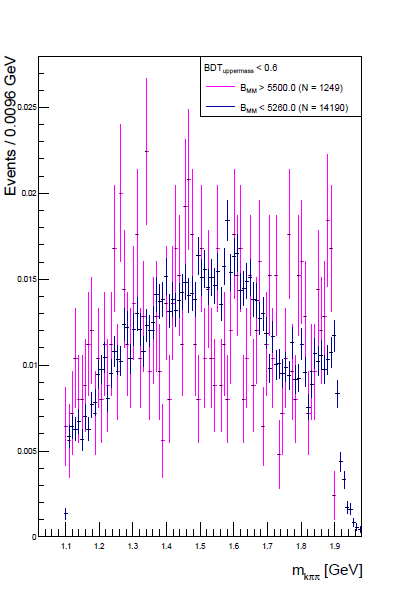 Events / 0.0096 GeV
BDT_uppermass < 0.6
B_MM > 5500.0 (N = 1249)
B_MM < 5260.0 (N = 14190)
0.025
0.02
0.015
0.01
0.005
0
1.1 1.2 1.3 1.4 1.5 1.6 1.7 1.8 1.9
m_kππ [GeV]